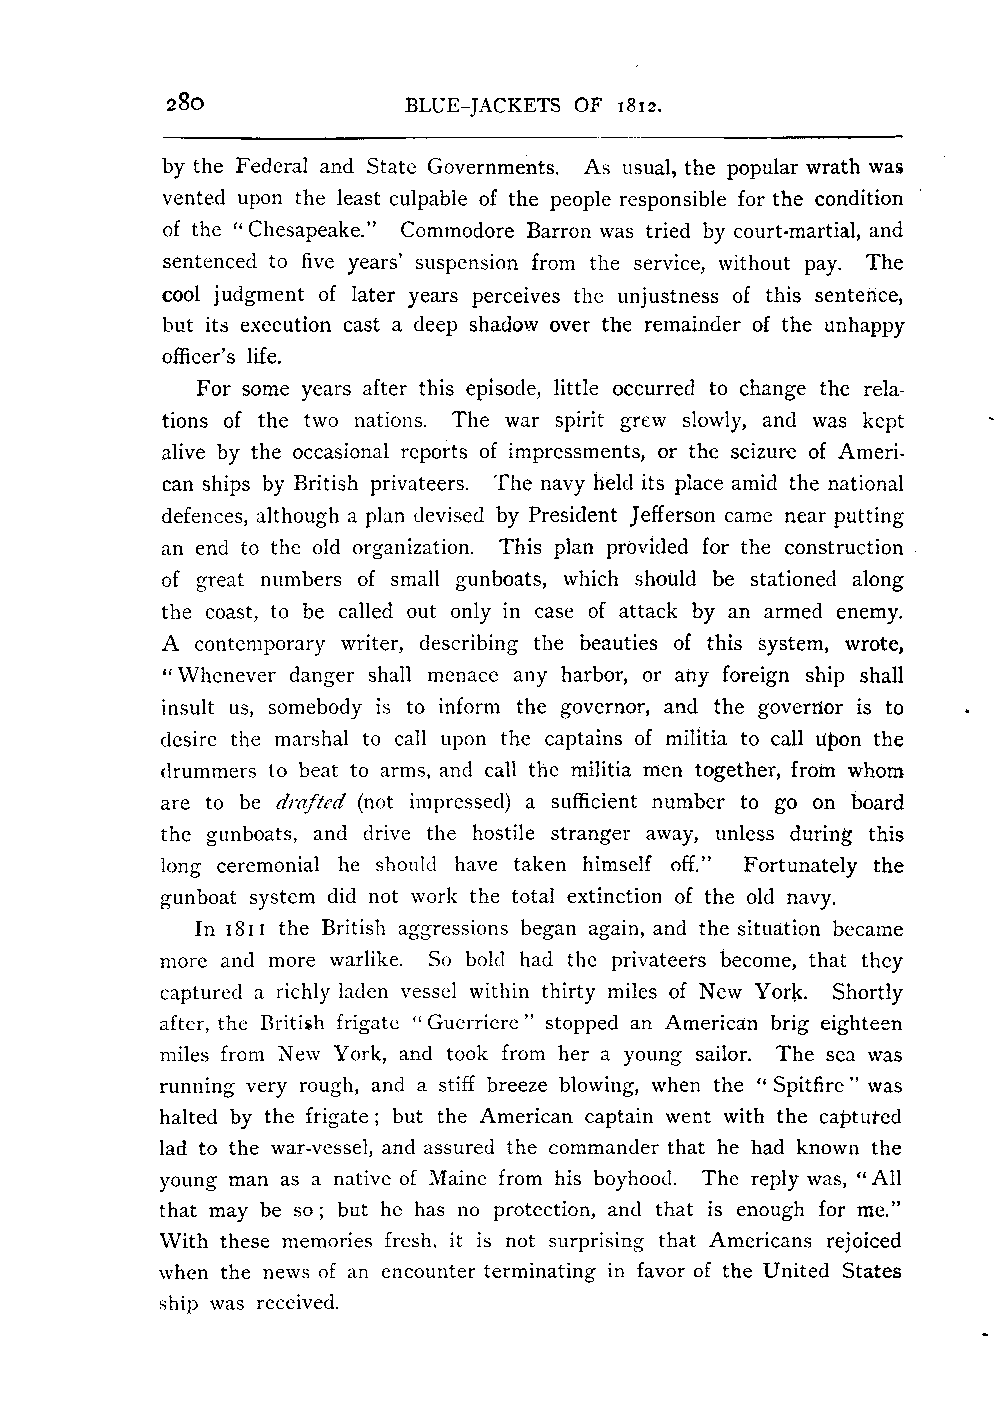 280 BLUE-JACKETS OF 1812.
by the Federal and State Governments. As usual, the popular wrath was
vented upon the least culpable of the people responsible for the condition
of the "Chesapeake." Commodore Barron was tried by court-martial, and
sentenced to five years' suspension from the service, without pay. The
cool judgment of later years perceives the unjustness of this sentence,
but its execution cast a deep shadow over the remainder of the unhappy
officer's life.
For some years after this episode, little occurred to change the rela-
tions of the two nations. The war spirit grew slowly, and was kept
alive by the occasional reports of impressments, or the seizure of Ameri-
can ships by British privateers. The navy held its place amid the national
defences, although a plan devised by President Jefferson came near putting
an end to the old organization. This plan provided for the construction
of great numbers of small gunboats, which should be stationed along
the coast, to be called out only in case of attack by an armed enemy.
A contemporary writer, describing the beauties of this system, wrote,
"Whenever danger shall menace any harbor, or any foreign ship shall
insult us, somebody is to inform the governor, and the governor is to
desire the marshal to call upon the captains of militia to call upon the
drummers to beat to arms, and call the militia men together, from whom
are to be drafted (not impressed) a sufficient number to go on board
the gunboats, and drive the hostile stranger away, unless during this
long ceremonial he should have taken himself off." Fortunately the
gunboat system did not work the total extinction of the old navy.
In 1811 the British aggressions began again, and the situation became
more and more warlike. So bold had the privateers become, that they
captured a richly laden vessel within thirty miles of New York. Shortly
after, the British frigate "Guerriere" stopped an American brig eighteen
miles from New York, and took from her a young sailor. The sea was
running very rough, and a stiff breeze blowing, when the "Spitfire" was
halted by the frigate; but the American captain went with the captured
lad to the war-vessel, and assured the commander that he had known the
young man as a native of Maine from his boyhood. The reply was, "All
that may be so; but he has no protection, and that is enough for me."
With these memories fresh, it is not surprising that Americans rejoiced
when the news of an encounter terminating in favor of the United States
ship was received.